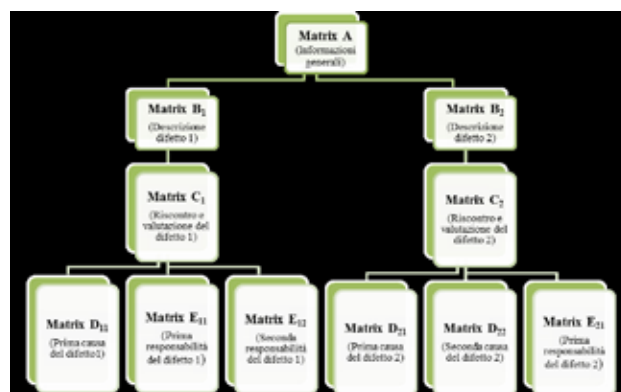 Matrix A
(Informazioni
generali)
Matrix B₂
(Descrizione
difetto 1)
Matrix B₂
(Descrizione
difetto 2)
Matrix C₁
(Riscontro e
valutazione del
difetto 1)
Matrix C₂
(Riscontro e
valutazione del
difetto 2)
Matrix D₁₁
(Prima causa
del difetto1)
Matrix E₁₁
(Prima
responsabilità
del difetto 1)
Matrix E₁₂
(Seconda
responsabilità
del difetto 1)
Matrix D₂₁
(Prima causa
del difetto 2)
Matrix D₂₂
(Seconda causa
del difetto 2)
Matrix E₂₁
(Prima
responsabilità
del difetto 2)